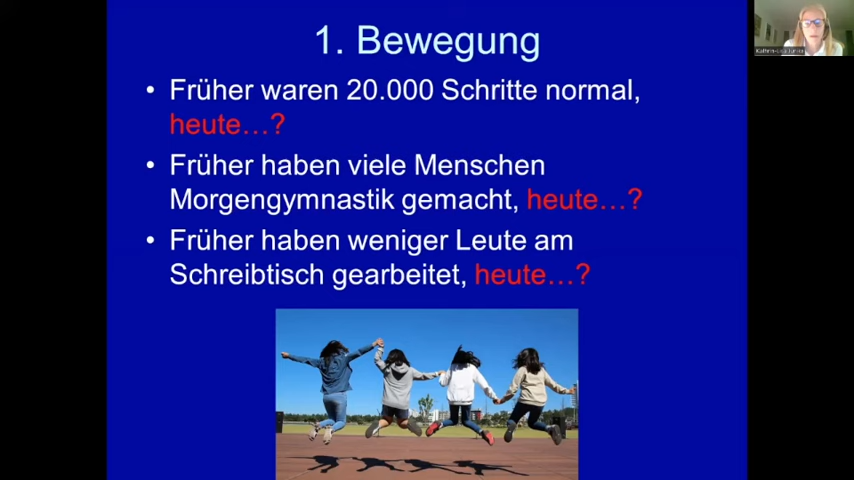 1. Bewegung
• Früher waren 20.000 Schritte normal,
heute…?
• Früher haben viele Menschen
Morgengymnastik gemacht, heute…?
• Früher haben weniger Leute am
Schreibtisch gearbeitet, heute…?